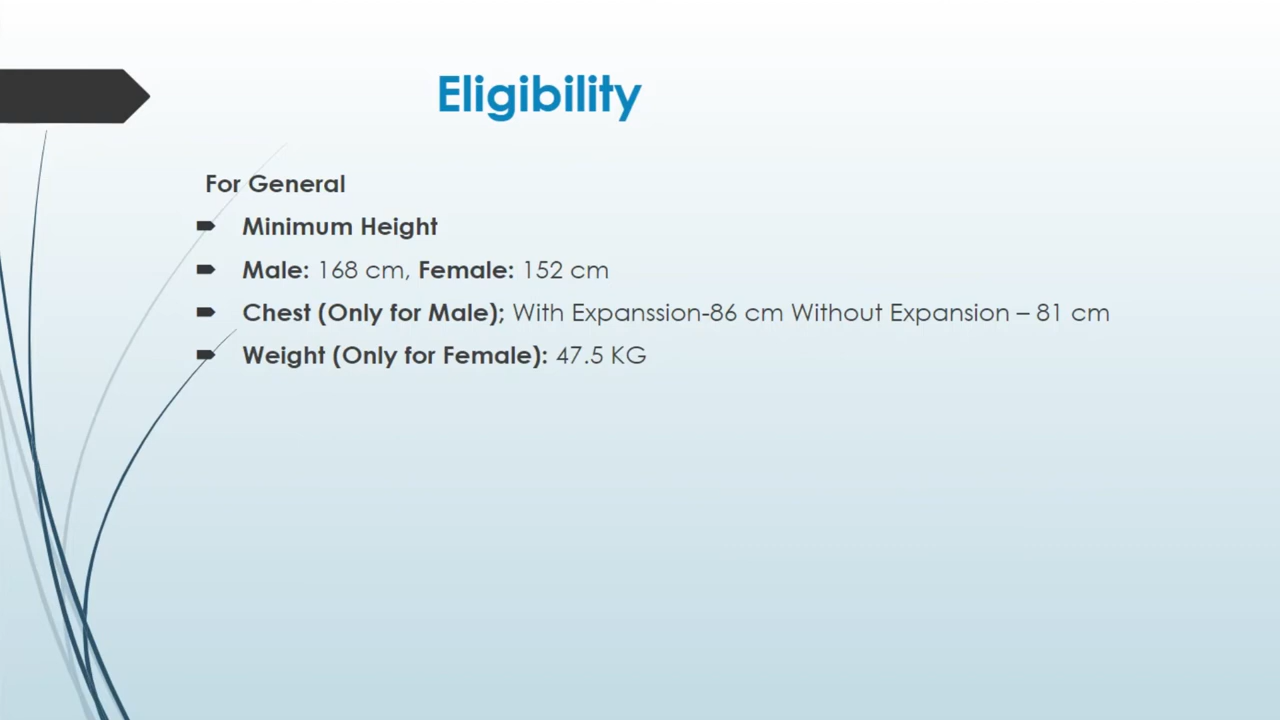 Eligibility
For General
Minimum Height
Male: 168 cm, Female: 152 cm
Chest (Only for Male); With Expanssion-86 cm Without Expansion – 81 cm
Weight (Only for Female): 47.5 KG